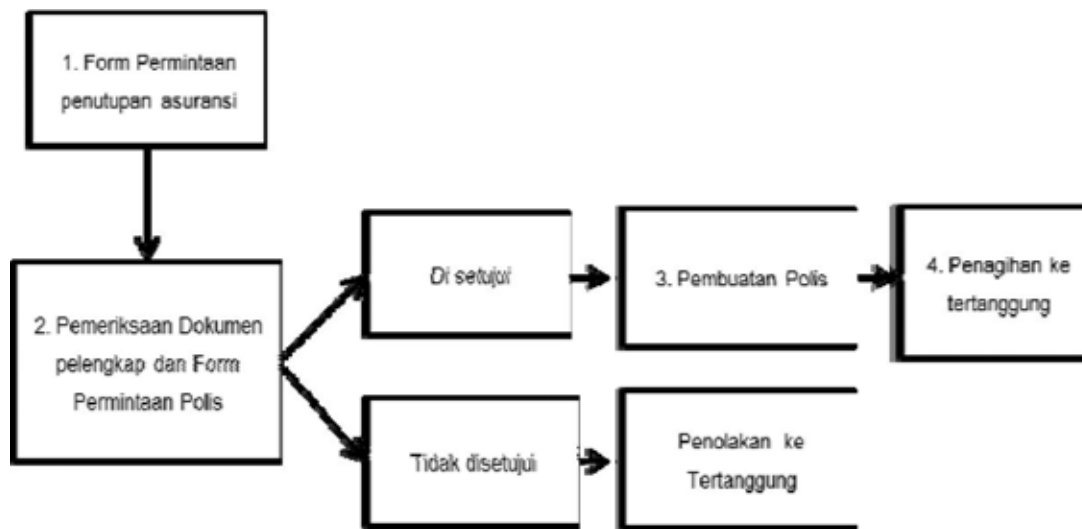 1. Form Permintaan
penutupan asuransi
2. Pemeriksaan Dokumen
pelengkap dan Form
Permintaan Polis
Di setujui
3. Pembuatan Polis
4. Penagihan ke
tertanggung
Tidak disetujui
Penolakan ke
Tertanggung